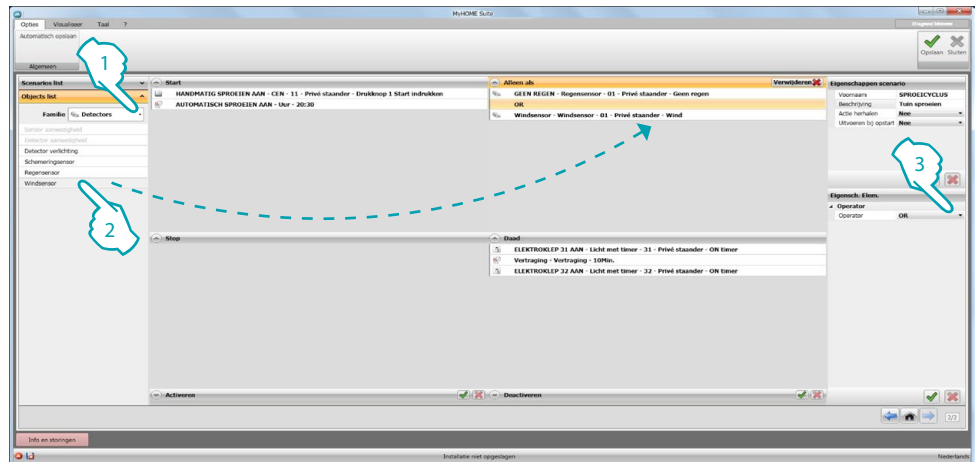 MyHOME Suite
Opties Visualiseer Taal ?
Automatisch opslaan
Opslaan Sluiten
Algemeen
1
Scenarios list
Objects list
Familie Detectors
Sensor aanwezigheid
Detector aanwezigheid
Detector verlichting
Schemeringsensor
Regensensor
Windsensor
2
Start
HANDMATIG SPROEIEN AAN - CEN - 11 - Privé staander - Drukknop 1 Start indrukken
AUTOMATISCH SPROEIEN AAN - Uur - 20:30
Alleen als Verwijderen
GEEN REGEN - Regensensor - 01 - Privé staander - Geen regen
OR
Windsensor - Windsensor - 01 - Privé staander - Wind
Eigenschappen scenario
Voornaam SPROEICYCLUS
Beschrijving Tuin sproeien
Actie herhalen Nee
Uitvoeren bij opstart Nee
3
Eigensch. Elem.
Operator
Operator OR
Stop
Daad
ELEKTROKLEP 31 AAN - Licht met timer - 31 - Privé staander - ON timer
Vertraging - Vertraging - 10Min.
ELEKTROKLEP 32 AAN - Licht met timer - 32 - Privé staander - ON timer
Activeren
Deactiveren
2/2
Info en storingen
Installatie niet opgeslagen
Nederlands